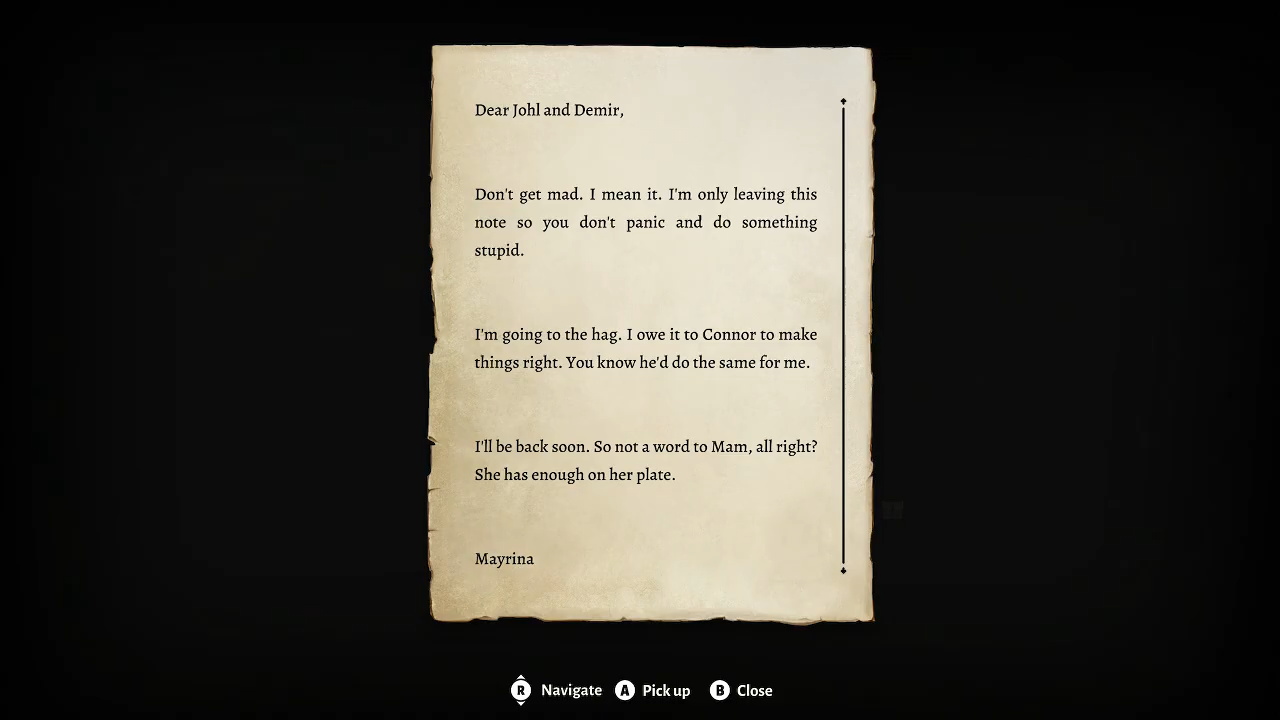 Dear Johl and Demir,
Don't get mad. I mean it. I'm only leaving this
note so you don't panic and do something
stupid.
I'm going to the hag. I owe it to Connor to make
things right. You know he'd do the same for me.
I'll be back soon. So not a word to Mam, all right?
She has enough on her plate.
Mayrina
R Navigate A Pick up B Close